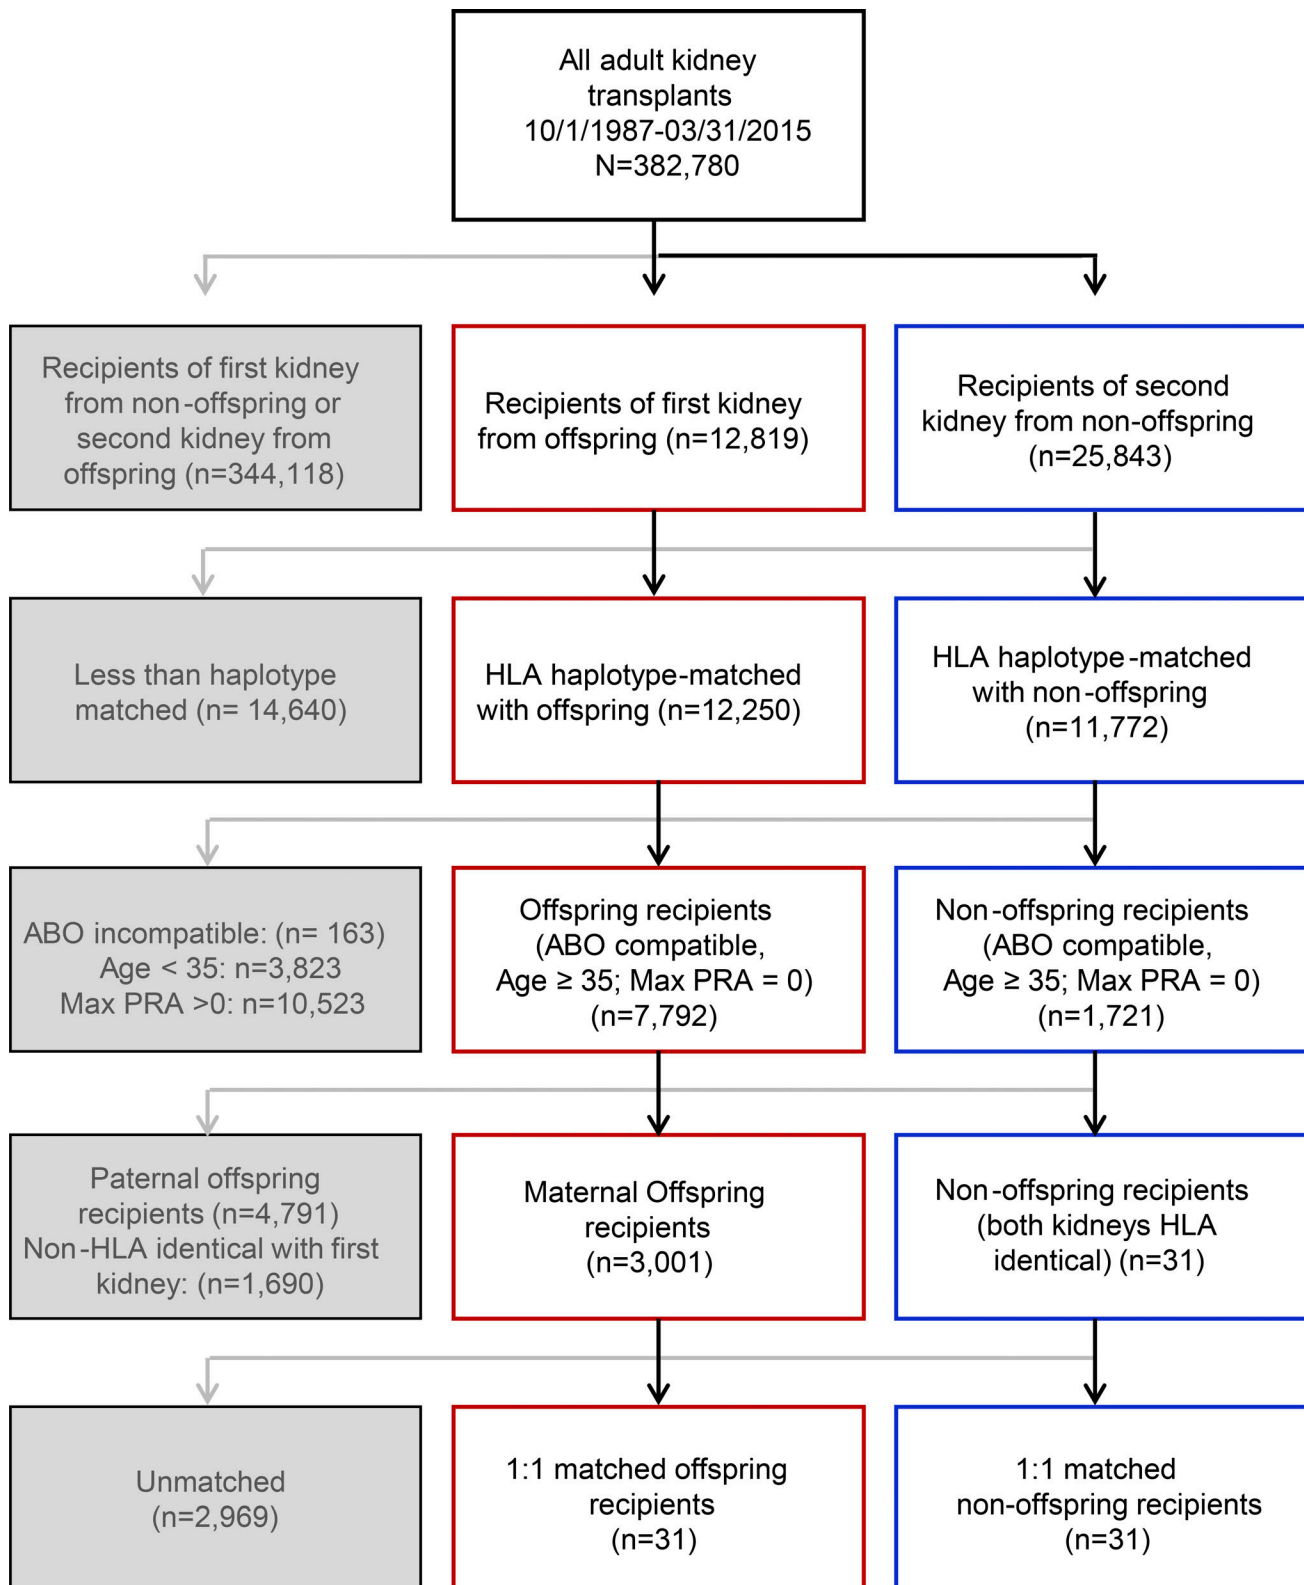 All adult kidney
transplants
10/1/1987-03/31/2015
N=382,780
Recipients of first kidney
from non-offspring or
second kidney from
offspring (n=344,118)
Recipients of first kidney
from offspring (n=12,819)
Recipients of second
kidney from non-offspring
(n=25,843)
Less than haplotype
matched (n= 14,640)
HLA haplotype-matched
with offspring (n=12,250)
HLA haplotype-matched
with non-offspring
(n=11,772)
ABO incompatible: (n= 163)
Age < 35: n=3,823
Max PRA >0: n=10,523
Offspring recipients
(ABO compatible,
Age ≥ 35; Max PRA = 0)
(n=7,792)
Non-offspring recipients
(ABO compatible,
Age ≥ 35; Max PRA = 0)
(n=1,721)
Paternal offspring
recipients (n=4,791)
Non-HLA identical with first
kidney: (n=1,690)
Maternal Offspring
recipients
(n=3,001)
Non-offspring recipients
(both kidneys HLA
identical) (n=31)
Unmatched
(n=2,969)
1:1 matched offspring
recipients
(n=31)
1:1 matched
non-offspring recipients
(n=31)